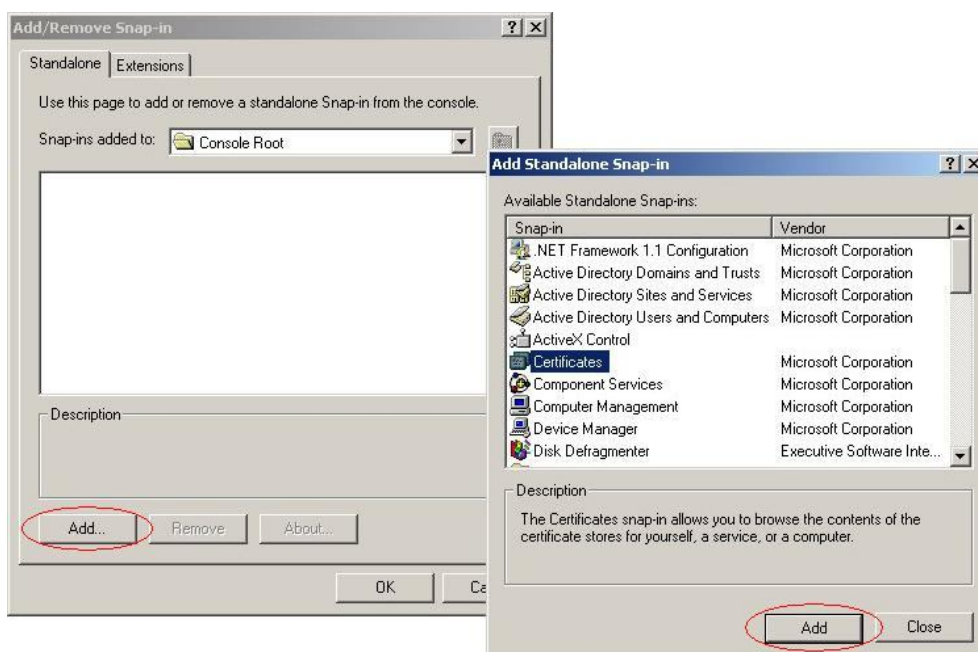 Add/Remove Snap-in
Standalone
Extensions
Use this page to add or remove a standalone Snap-in from the console.
Snap-ins added to:
Console Root
Description
Add...
Remove
About...
OK
Ca
Add Standalone Snap-in
Available Standalone Snap-ins:
Snap-in Vendor
.NET Framework 1.1 Configuration Microsoft Corporation
Active Directory Domains and Trusts Microsoft Corporation
Active Directory Sites and Services Microsoft Corporation
Active Directory Users and Computers Microsoft Corporation
ActiveX Control
Certificates Microsoft Corporation
Component Services Microsoft Corporation
Computer Management Microsoft Corporation
Device Manager Microsoft Corporation
Disk Defragmenter Executive Software Inte...
Description
The Certificates snap-in allows you to browse the contents of the
certificate stores for yourself, a service, or a computer.
Add
Close